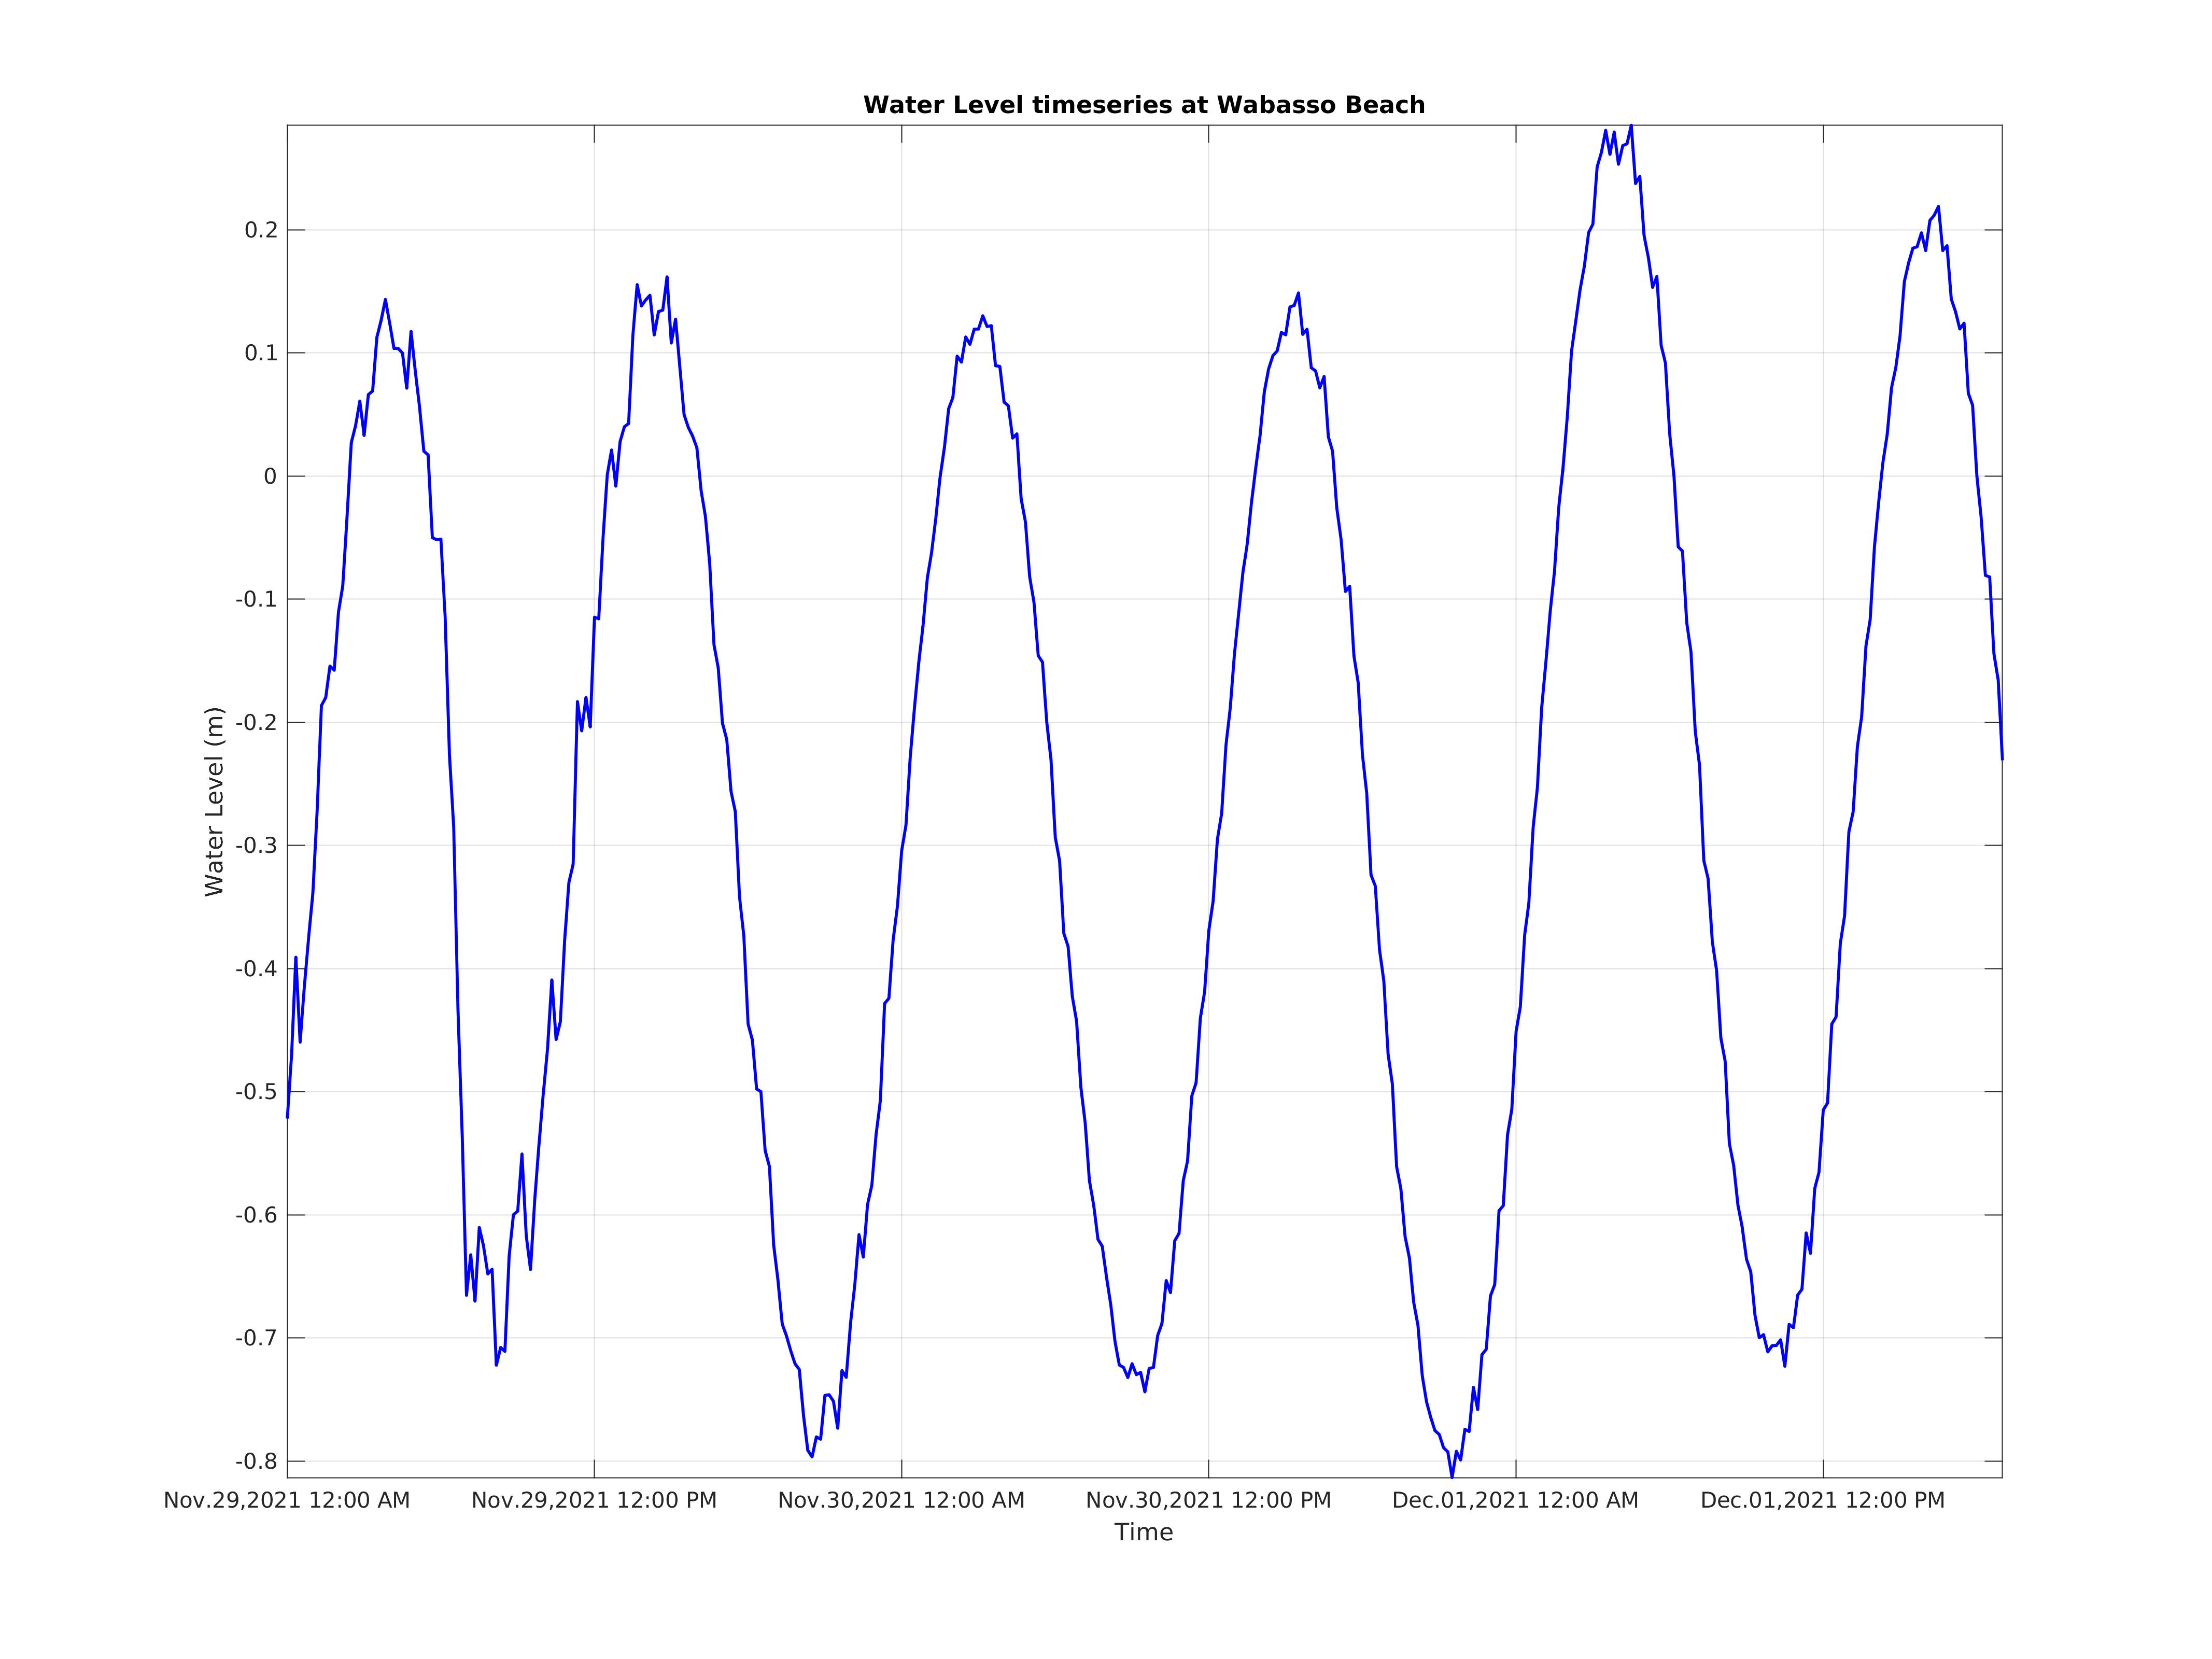 Water Level timeseries at Wabasso Beach
0.2
0.1
0
-0.1
-0.2
-0.3
-0.4
-0.5
-0.6
-0.7
-0.8
Water Level (m)
Nov.29,2021 12:00 AM
Nov.29,2021 12:00 PM
Nov.30,2021 12:00 AM
Nov.30,2021 12:00 PM
Dec.01,2021 12:00 AM
Dec.01,2021 12:00 PM
Time